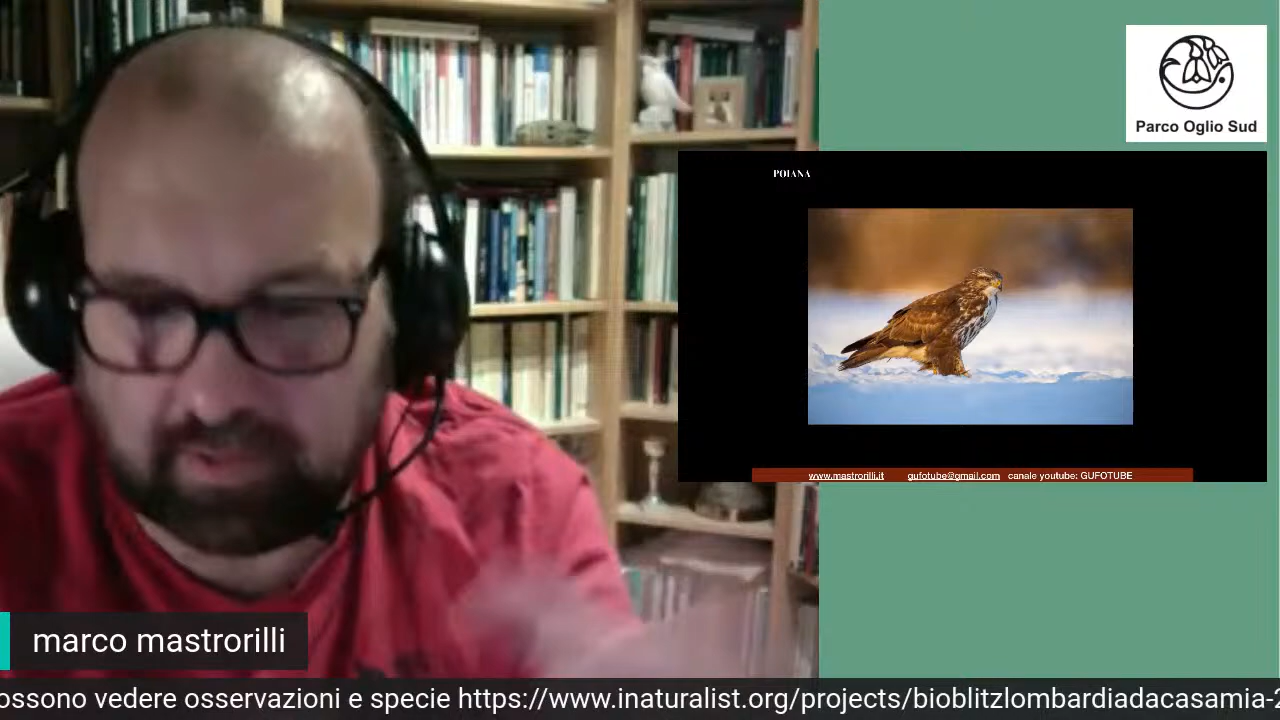 Parco Oglio Sud
POIANA
www.mastrorilli.it gufotube@gmail.com canale youtube: GUFOTUBE
marco mastrorilli
ossono vedere osservazioni e specie https://www.inaturalist.org/projects/bioblitzlombardiadacasamia-2